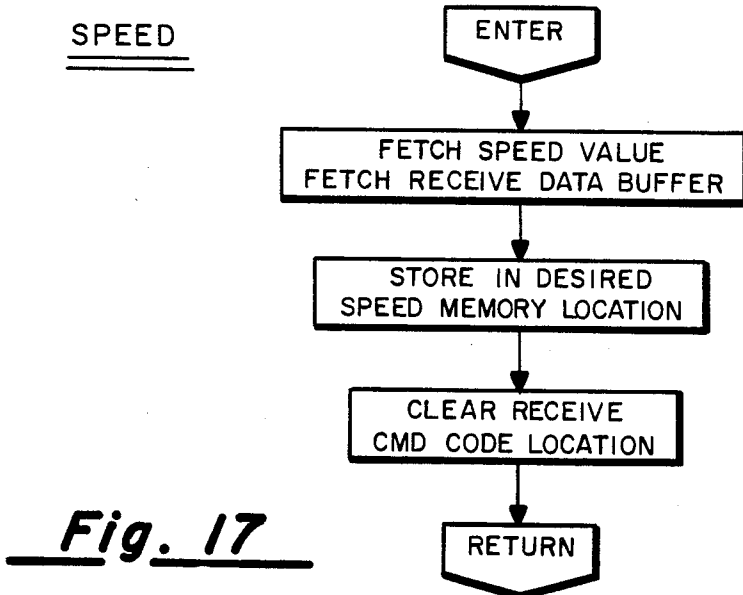 SPEED
ENTER
FETCH SPEED VALUE
FETCH RECEIVE DATA BUFFER
STORE IN DESIRED
SPEED MEMORY LOCATION
CLEAR RECEIVE
CMD CODE LOCATION
RETURN
Fig. 17